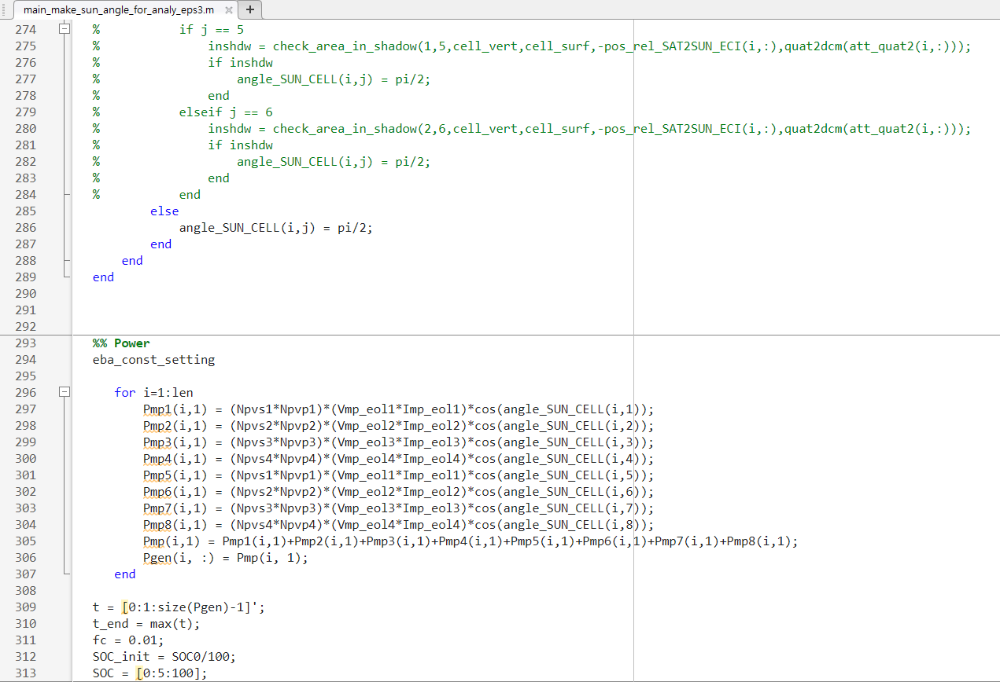 main_make_sun_angle_for_analy_eps3.m × +
274 % if j == 5
275 % inshdw = check_area_in_shadow(1,5,cell_vert,cell_surf,-pos_rel_SAT2SUN_ECI(i,:),quat2dcm(att_quat2(i,:)));
276 % if inshdw
277 % angle_SUN_CELL(i,j) = pi/2;
278 % end
279 % elseif j == 6
280 % inshdw = check_area_in_shadow(2,6,cell_vert,cell_surf,-pos_rel_SAT2SUN_ECI(i,:),quat2dcm(att_quat2(i,:)));
281 % if inshdw
282 % angle_SUN_CELL(i,j) = pi/2;
283 % end
284 % end
285 else
286 angle_SUN_CELL(i,j) = pi/2;
287 end
288 end
289 end
290
291
292
293 %% Power
294 eba_const_setting
295
296 for i=1:len
297 Pmp1(i,1) = (Npvs1*Npvp1)*(Vmp_eol1*Imp_eol1)*cos(angle_SUN_CELL(i,1));
298 Pmp2(i,1) = (Npvs2*Npvp2)*(Vmp_eol2*Imp_eol2)*cos(angle_SUN_CELL(i,2));
299 Pmp3(i,1) = (Npvs3*Npvp3)*(Vmp_eol3*Imp_eol3)*cos(angle_SUN_CELL(i,3));
300 Pmp4(i,1) = (Npvs4*Npvp4)*(Vmp_eol4*Imp_eol4)*cos(angle_SUN_CELL(i,4));
301 Pmp5(i,1) = (Npvs1*Npvp1)*(Vmp_eol1*Imp_eol1)*cos(angle_SUN_CELL(i,5));
302 Pmp6(i,1) = (Npvs2*Npvp2)*(Vmp_eol2*Imp_eol2)*cos(angle_SUN_CELL(i,6));
303 Pmp7(i,1) = (Npvs3*Npvp3)*(Vmp_eol3*Imp_eol3)*cos(angle_SUN_CELL(i,7));
304 Pmp8(i,1) = (Npvs4*Npvp4)*(Vmp_eol4*Imp_eol4)*cos(angle_SUN_CELL(i,8));
305 Pmp(i,1) = Pmp1(i,1)+Pmp2(i,1)+Pmp3(i,1)+Pmp4(i,1)+Pmp5(i,1)+Pmp6(i,1)+Pmp7(i,1)+Pmp8(i,1);
306 Pgen(i, :) = Pmp(i, 1);
307 end
308
309 t = [0:1:size(Pgen)-1]';
310 t_end = max(t);
311 fc = 0.01;
312 SOC_init = SOC0/100;
313 SOC = [0:5:100];